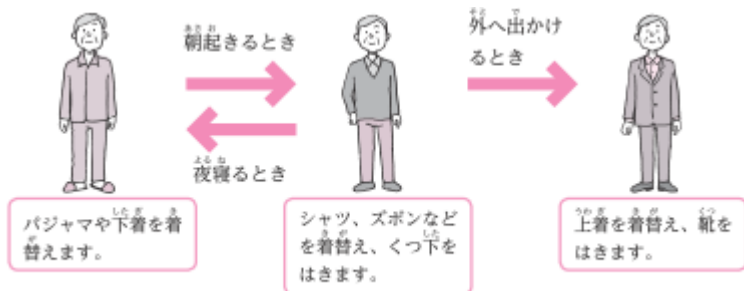 朝起きるとき
外へ出かけ
るとき
夜寝るとき
パジャマや下着を着
替えます。
シャツ、ズボンなど
を着替え、くつ下を
はきます。
上着を着替え、靴を
はきます。